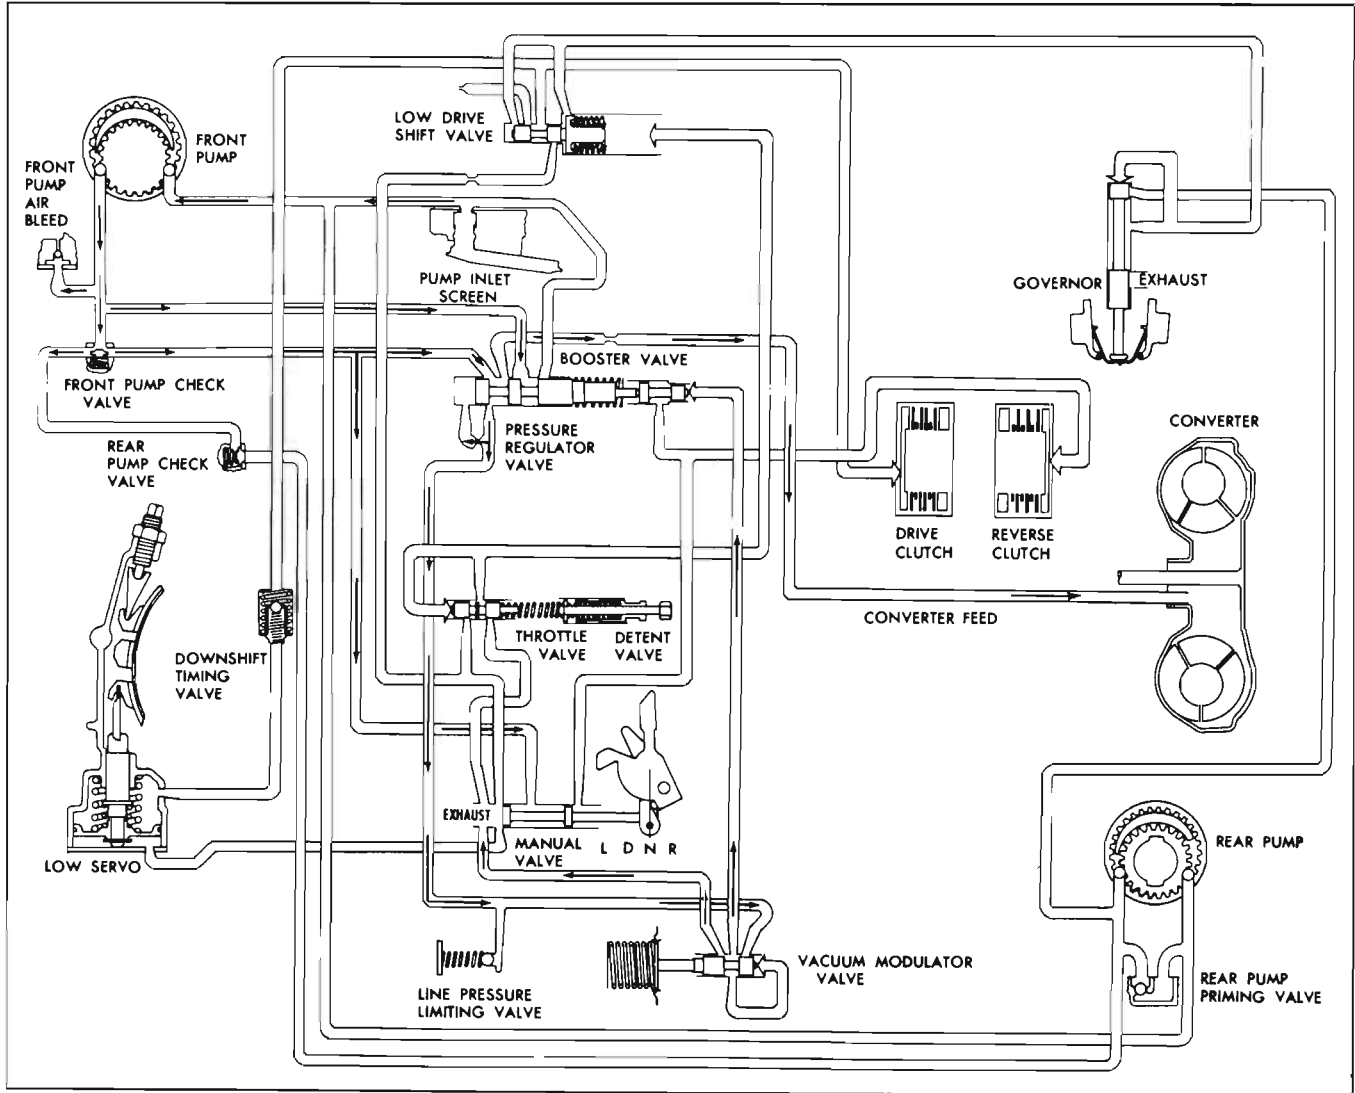 LOW DRIVE
SHIFT VALVE
FRONT
PUMP
FRONT
PUMP
AIR
BLEED
PUMP INLET
SCREEN
GOVERNOR
EXHAUST
BOOSTER VALVE
FRONT PUMP CHECK
VALVE
REAR
PUMP CHECK
VALVE
PRESSURE
REGULATOR
VALVE
CONVERTER
DRIVE
CLUTCH
REVERSE
CLUTCH
CONVERTER FEED
THROTTLE
VALVE
DETENT
VALVE
DOWNSHIFT
TIMING
VALVE
EXHAUST
MANUAL
VALVE
L D N R
LOW SERVO
REAR PUMP
VACUUM MODULATOR
VALVE
LINE PRESSURE
LIMITING VALVE
REAR PUMP
PRIMING VALVE